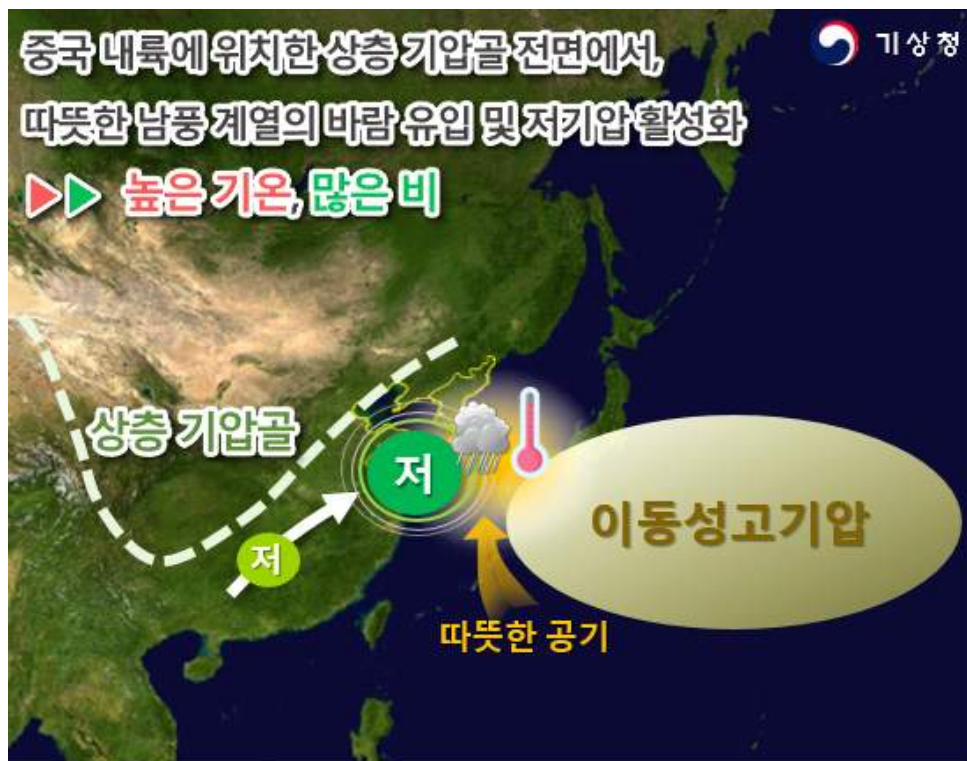 중국 내륙에 위치한 상층 기압골 전면에서,
기상청
따뜻한 남풍 계열의 바람 유입 및 저기압 활성화
높은 기온, 많은 비
상층 기압골
저
이동성고기압
저
따뜻한 공기